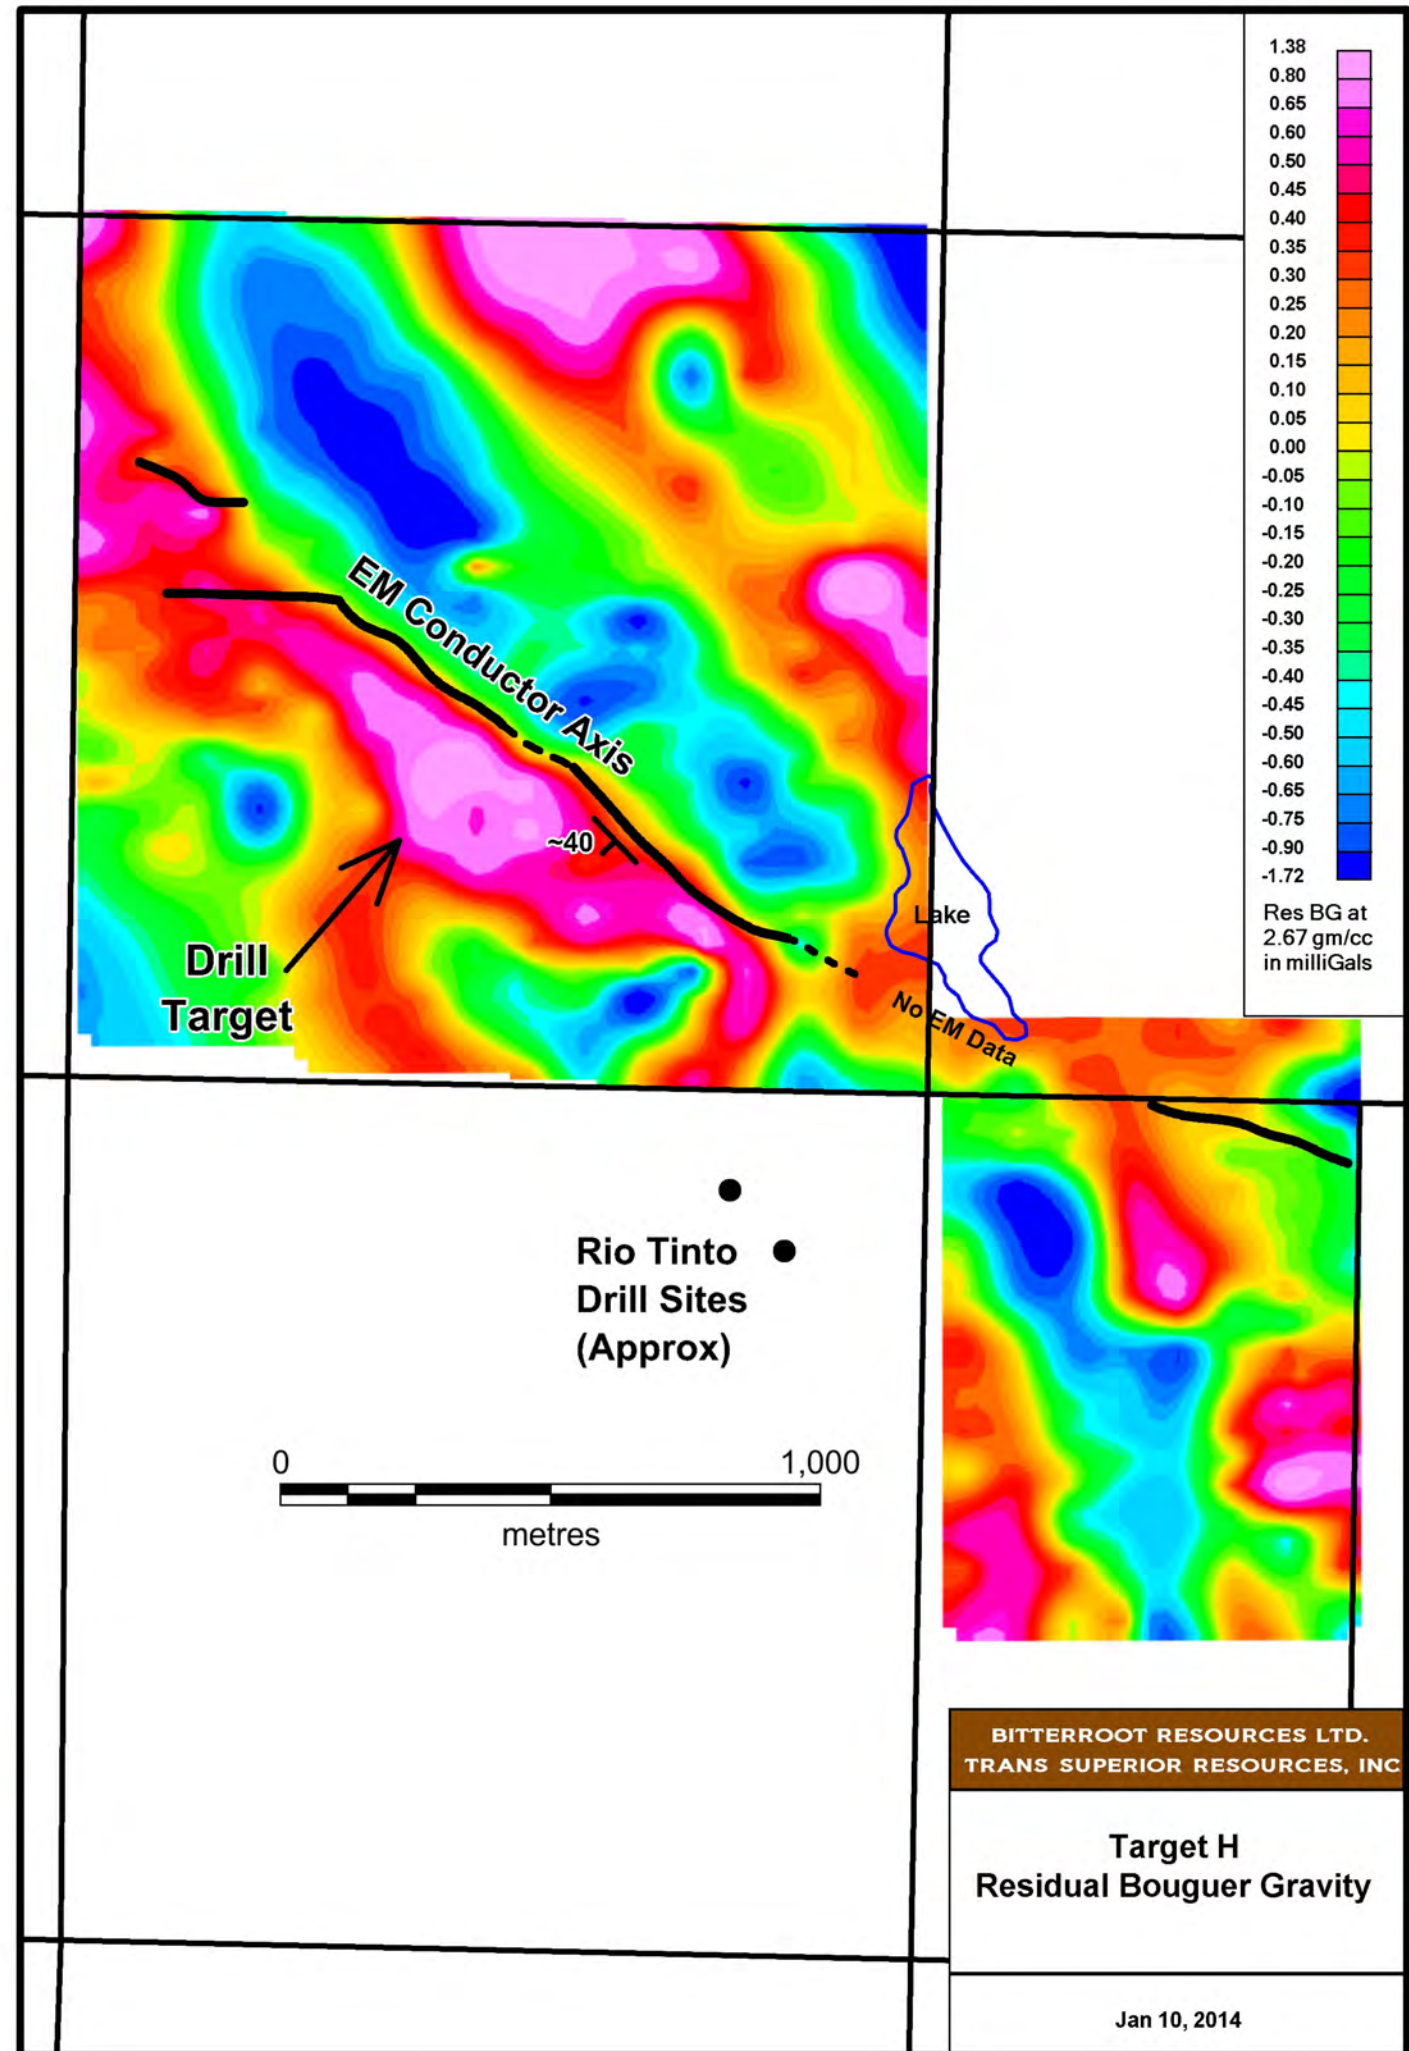 1.38
0.80
0.65
0.60
0.50
0.45
0.40
0.35
0.30
0.25
0.20
0.15
0.10
0.05
0.00
-0.05
-0.10
-0.15
-0.20
-0.25
-0.30
-0.35
-0.40
-0.45
-0.50
-0.60
-0.65
-0.75
-0.90
-1.72
Res BG at
2.67 gm/cc
in milliGals
EM Conductor Axis
~40
Lake
Drill
Target
No EM Data
Rio Tinto
Drill Sites
(Approx)
0 1,000
metres
BITTERROOT RESOURCES LTD.
TRANS SUPERIOR RESOURCES, INC
Target H
Residual Bouguer Gravity
Jan 10, 2014